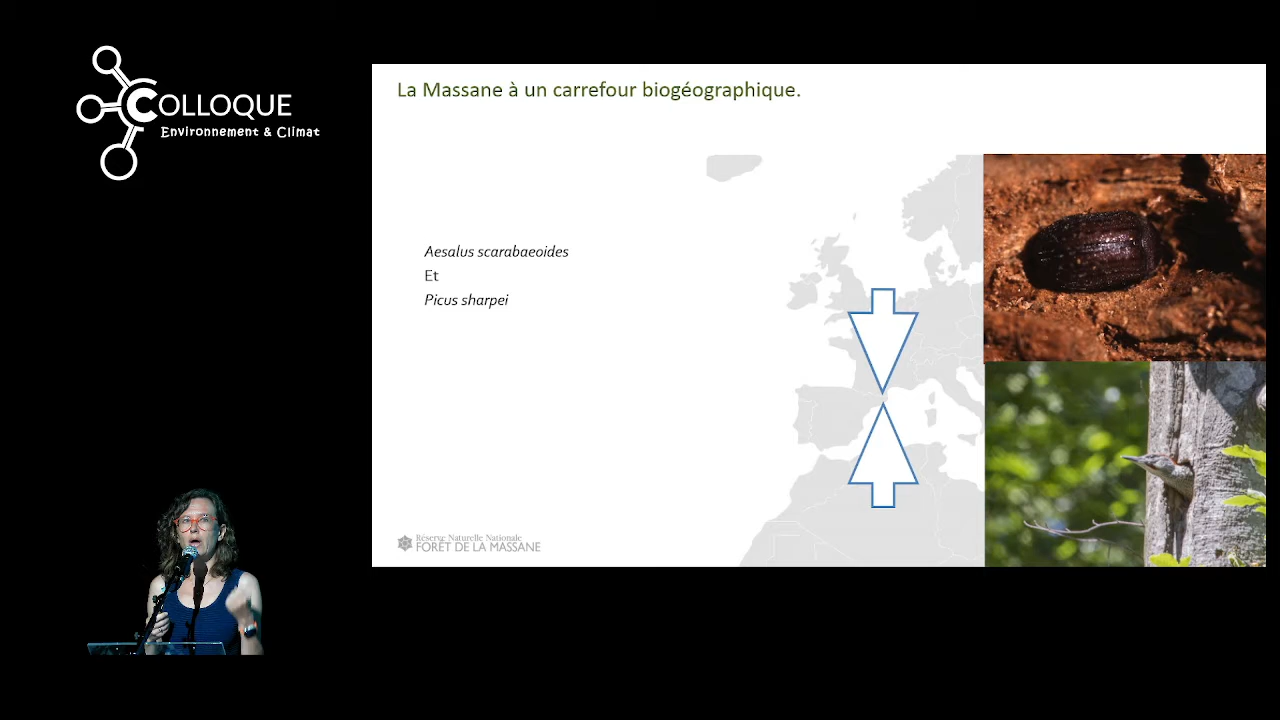 COLLOQUE
Environnement & Climat
La Massane à un carrefour biogéographique.
Aesalus scarabaeoides
Et
Picus sharpei
Réserve Naturelle Nationale
FORÊT DE LA MASSANE